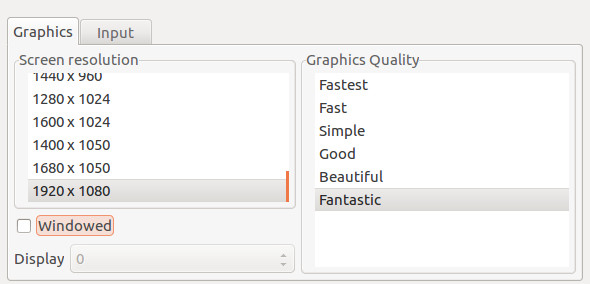 Graphics
Input
Screen resolution
1440 x 960
1280 x 1024
1600 x 1024
1400 x 1050
1680 x 1050
1920 x 1080
Windowed
Display 0
Graphics Quality
Fastest
Fast
Simple
Good
Beautiful
Fantastic